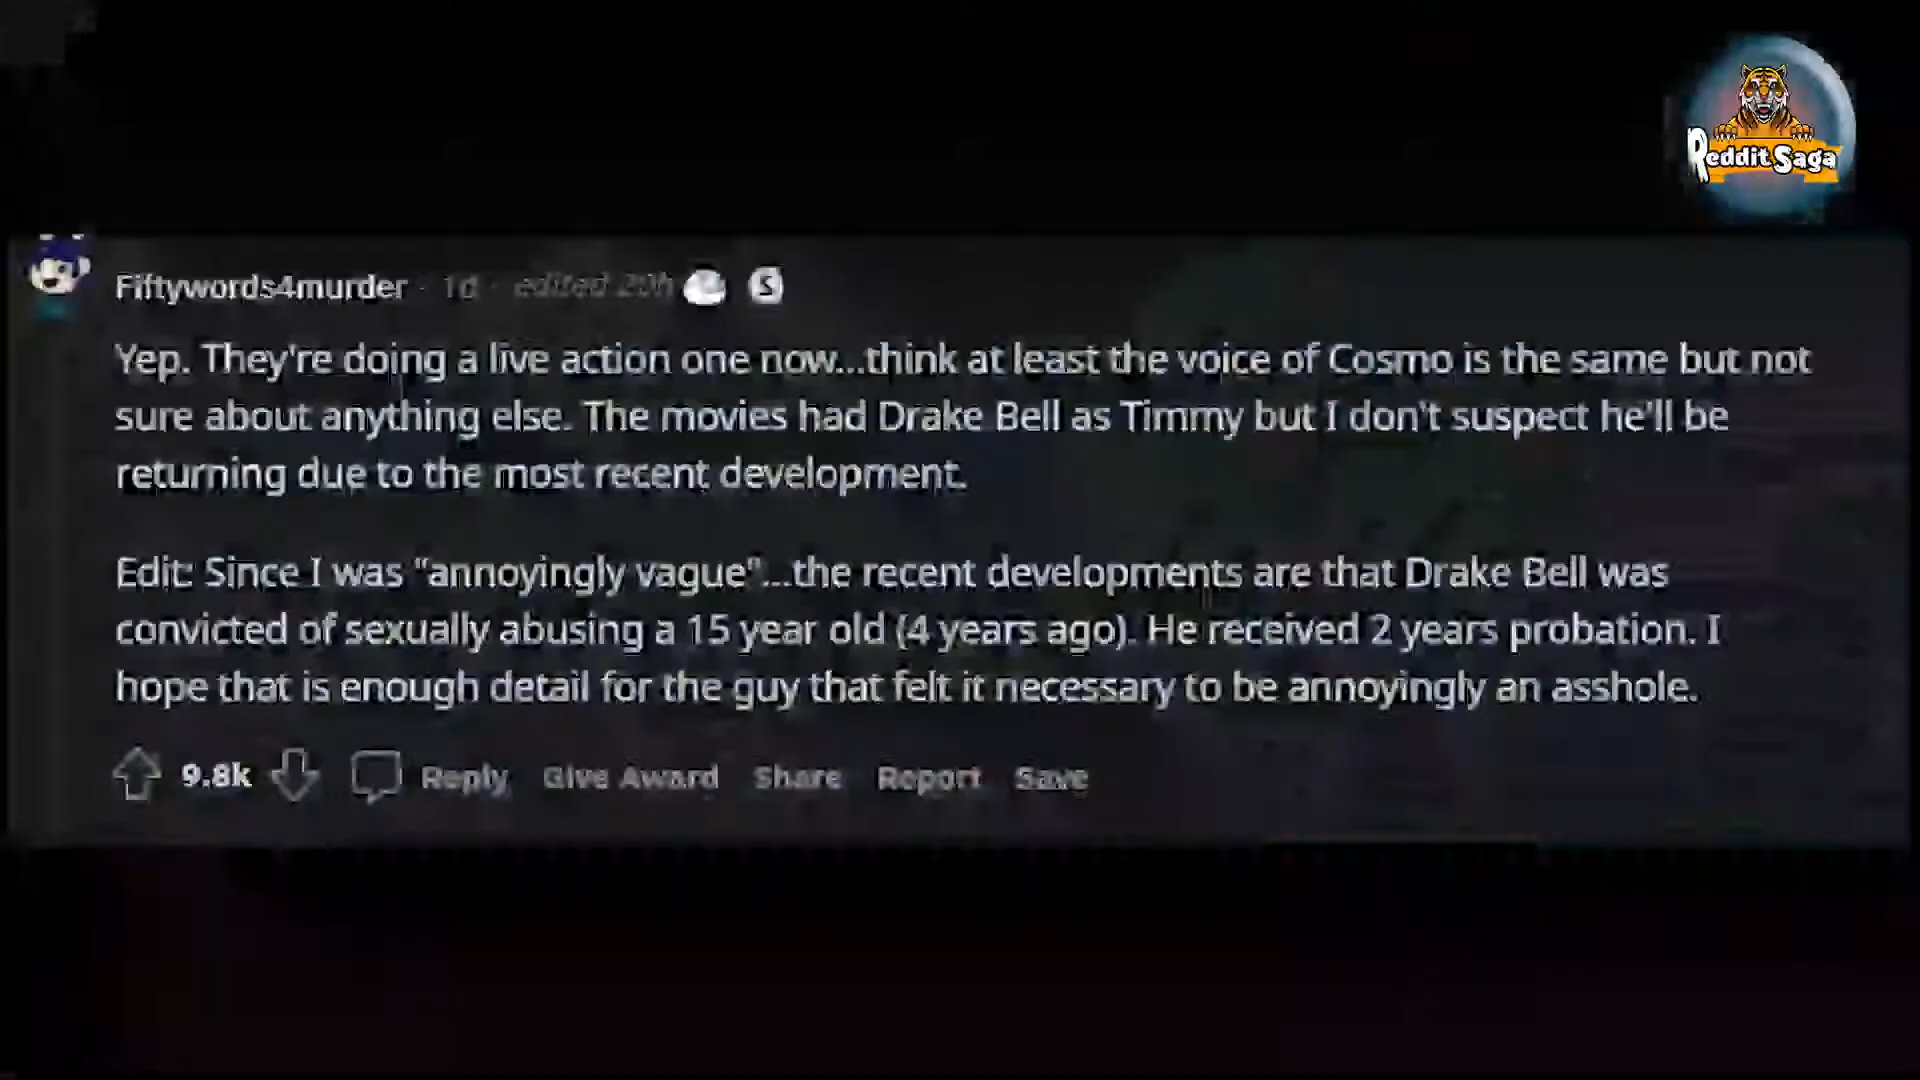 Reddit Saga
Fiftywords4murder · 1d · edited 20h S
Yep. They're doing a live action one now...think at least the voice of Cosmo is the same but not
sure about anything else. The movies had Drake Bell as Timmy but I don't suspect he'll be
returning due to the most recent development.
Edit: Since I was "annoyingly vague"...the recent developments are that Drake Bell was
convicted of sexually abusing a 15 year old (4 years ago). He received 2 years probation. I
hope that is enough detail for the guy that felt it necessary to be annoyingly an asshole.
9.8k Reply Give Award Share Report Save